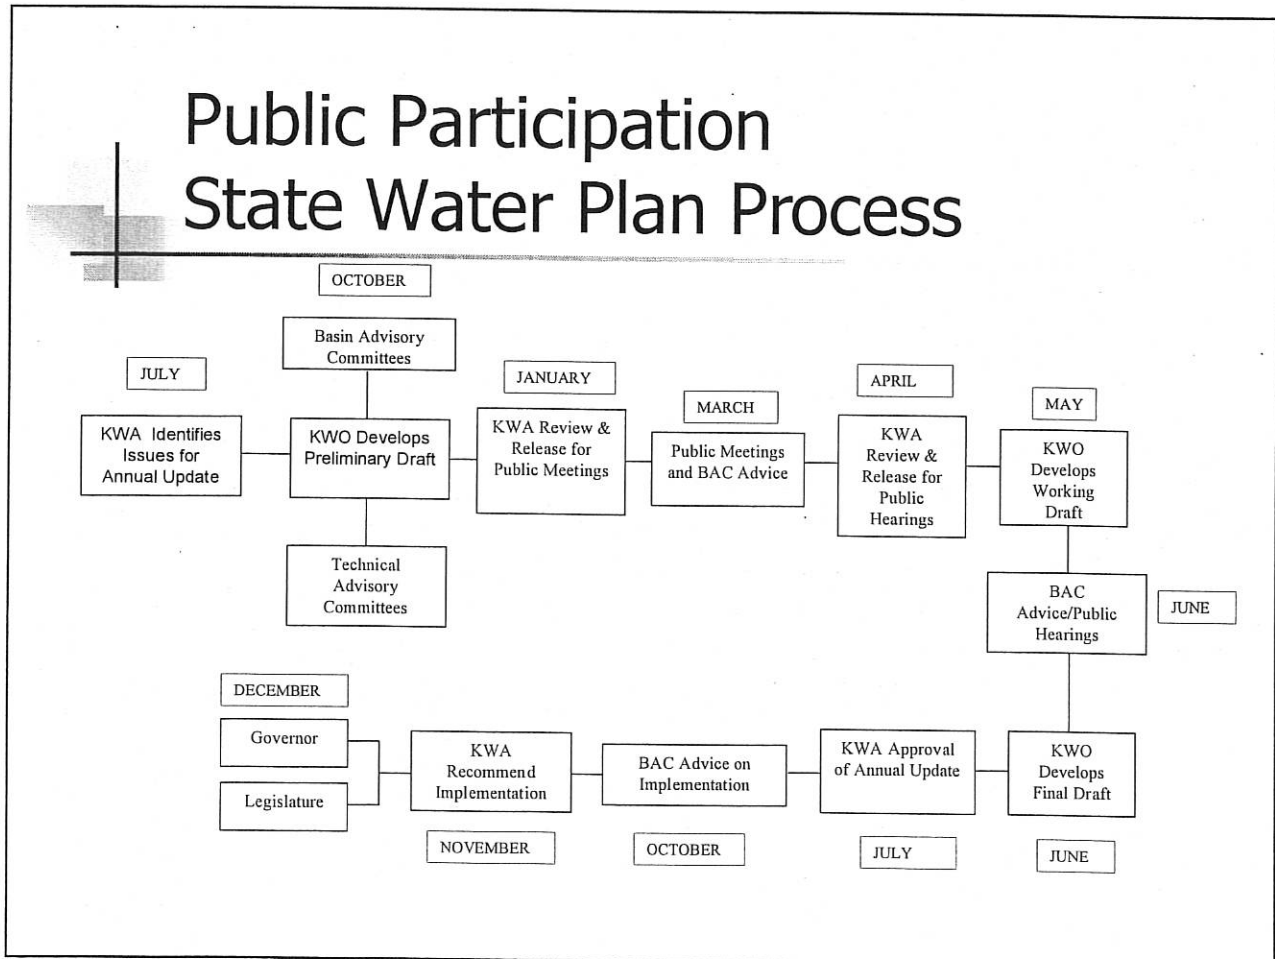 Public Participation
State Water Plan Process
OCTOBER
Basin Advisory
Committees
JULY
KWA Identifies
Issues for
Annual Update
KWO Develops
Preliminary Draft
Technical
Advisory
Committees
JANUARY
KWA Review &
Release for
Public Meetings
MARCH
Public Meetings
and BAC Advice
APRIL
KWA
Review &
Release for
Public
Hearings
MAY
KWO
Develops
Working
Draft
BAC
Advice/Public
Hearings
JUNE
KWO
Develops
Final Draft
JUNE
KWA Approval
of Annual Update
JULY
BAC Advice on
Implementation
OCTOBER
KWA
Recommend
Implementation
NOVEMBER
DECEMBER
Governor
Legislature